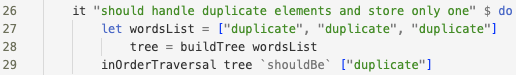 26 it "should handle duplicate elements and store only one" $ do
27 let wordsList = ["duplicate", "duplicate", "duplicate"]
28 tree = buildTree wordsList
29 inOrderTraversal tree `shouldBe` ["duplicate"]